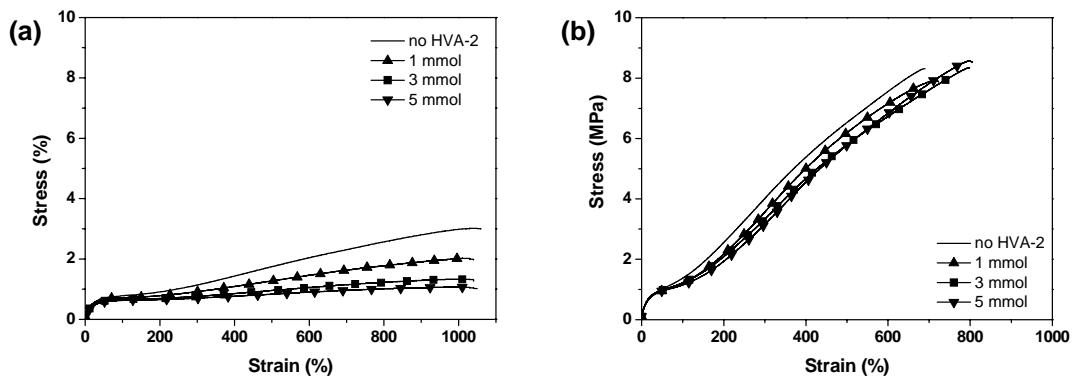 (a)
10
8
6
4
2
0
Stress (%)
no HVA-2
1 mmol
3 mmol
5 mmol
0 200 400 600 800 1000
Strain (%)
(b)
10
8
6
4
2
0
Stress (MPa)
no HVA-2
1 mmol
3 mmol
5 mmol
0 200 400 600 800 1000
Strain (%)